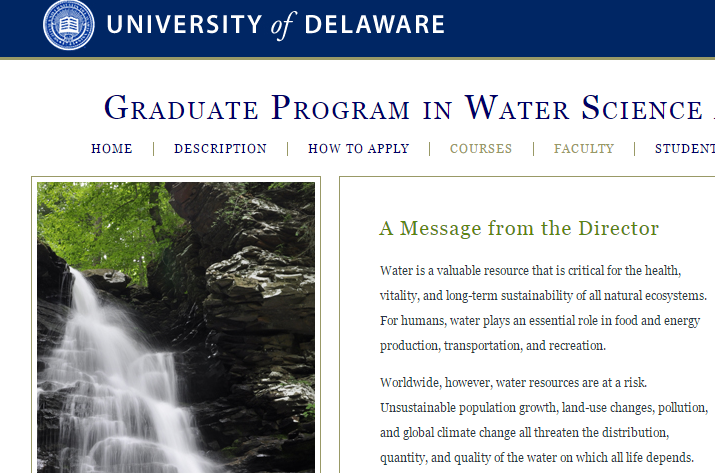 UNIVERSITY of DELAWARE
GRADUATE PROGRAM IN WATER SCIENCE
HOME DESCRIPTION HOW TO APPLY COURSES FACULTY STUDENT
A Message from the Director
Water is a valuable resource that is critical for the health,
vitality, and long-term sustainability of all natural ecosystems.
For humans, water plays an essential role in food and energy
production, transportation, and recreation.
Worldwide, however, water resources are at a risk.
Unsustainable population growth, land-use changes, pollution,
and global climate change all threaten the distribution,
quantity, and quality of the water on which all life depends.